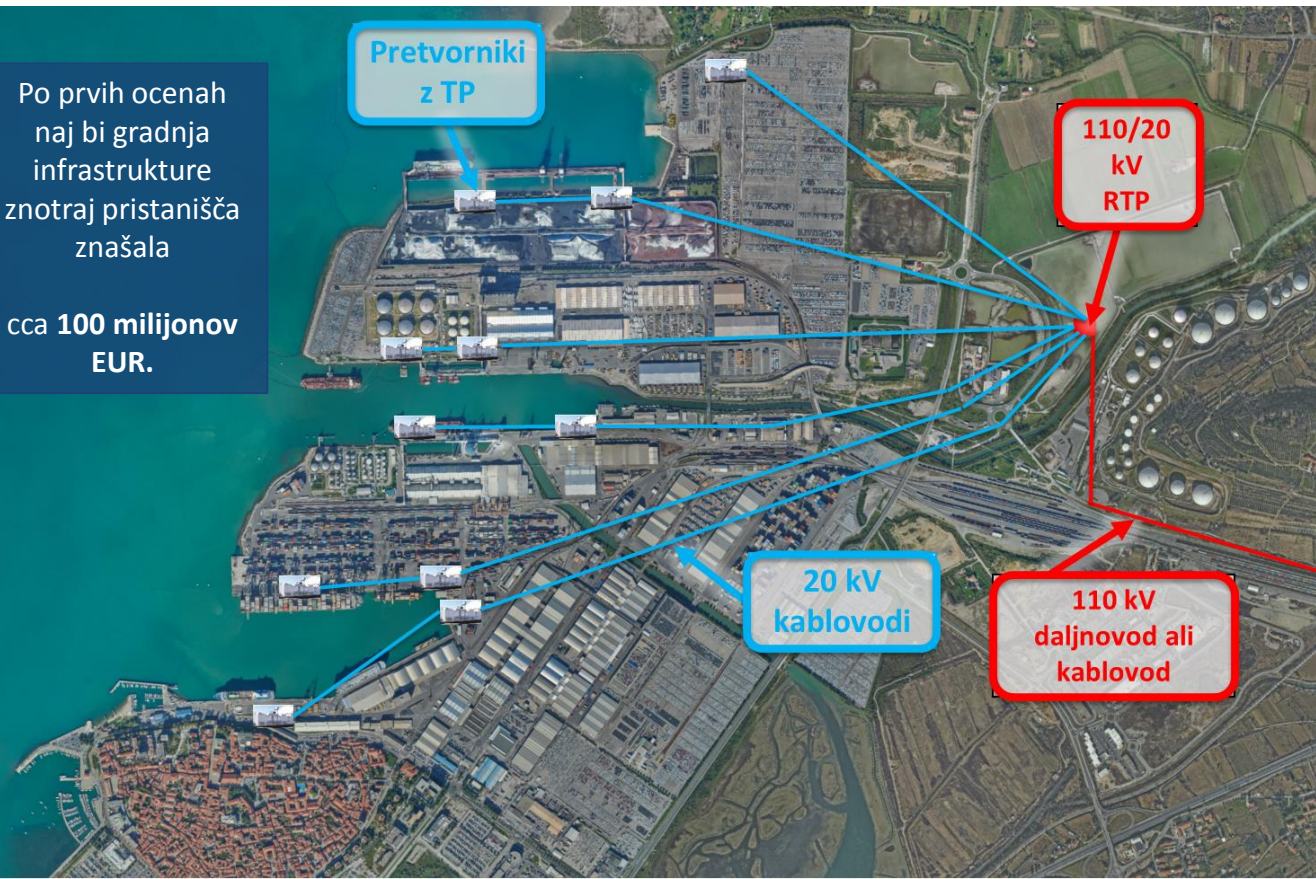 Po prvih ocenah
naj bi gradnja
infrastrukture
znotraj pristanišča
znašala
cca 100 milijonov
EUR.
Pretvorniki
z TP
110/20
kV
RTP
20 kV
kablovodi
110 kV
daljnovod ali
kablovod